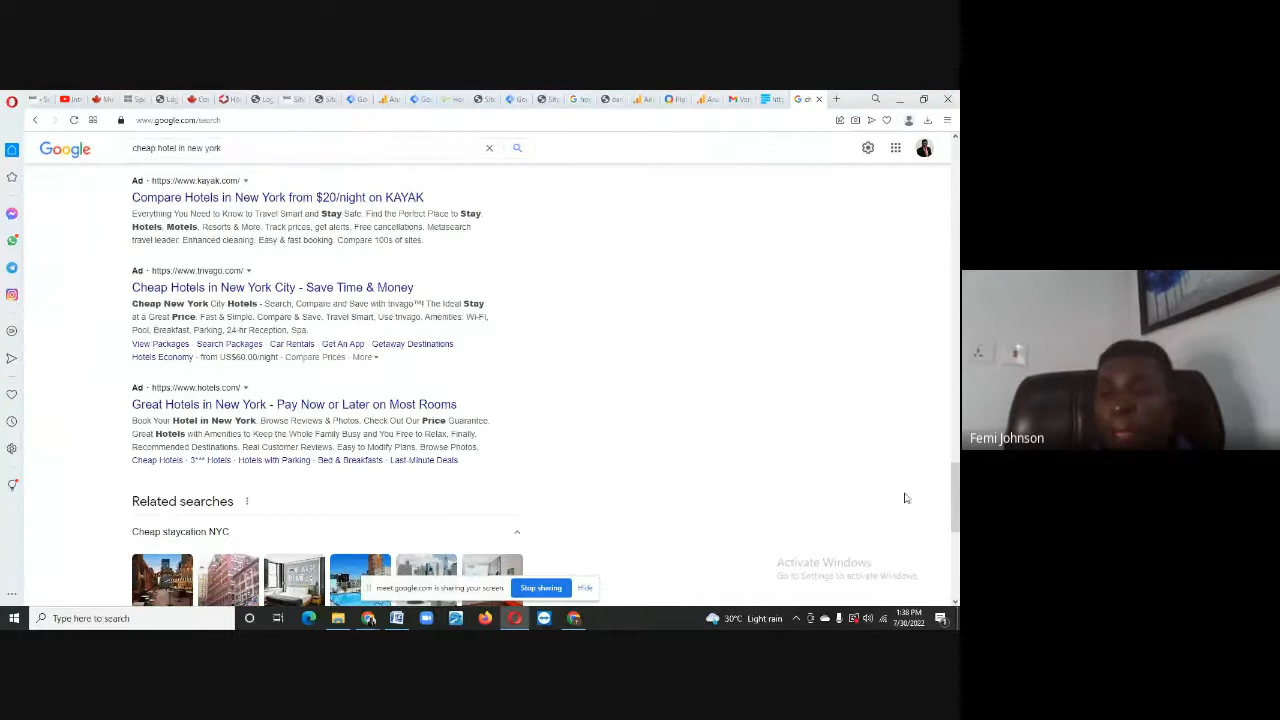 www.google.com/search
Google
cheap hotel in new york
Ad · https://www.kayak.com/
Compare Hotels in New York from $20/night on KAYAK
Everything You Need to Know to Travel Smart and Stay Safe. Find the Perfect Place to Stay.
Hotels, Motels, Resorts & More. Track prices, get alerts. Free cancellations. Metasearch
travel leader. Enhanced cleaning. Easy & fast booking. Compare 100s of sites.
Ad · https://www.trivago.com/
Cheap Hotels in New York City - Save Time & Money
Cheap New York City Hotels - Search, Compare and Save with trivago™! The Ideal Stay
at a Great Price. Fast & Simple. Compare & Save. Travel Smart, Use trivago. Amenities: Wi-Fi,
Pool, Breakfast, Parking, 24-hr Reception, Spa.
View Packages · Search Packages · Car Rentals · Get An App · Getaway Destinations
Hotels Economy - from US$60.00/night - Compare Prices - More
Ad · https://www.hotels.com/
Great Hotels in New York - Pay Now or Later on Most Rooms
Book Your Hotel in New York. Browse Reviews & Photos. Check Out Our Price Guarantee.
Great Hotels with Amenities to Keep the Whole Family Busy and You Free to Relax, Finally.
Recommended Destinations. Real Customer Reviews. Easy to Modify Plans. Browse Photos.
Cheap Hotels · 3*** Hotels · Hotels with Parking · Bed & Breakfasts · Last-Minute Deals
Related searches
Cheap staycation NYC
Femi Johnson
Activate Windows
Go to Settings to activate Windows.
meet.google.com is sharing your screen.
Stop sharing
Hide
Type here to search
30°C Light rain
1:38 PM
7/30/2022